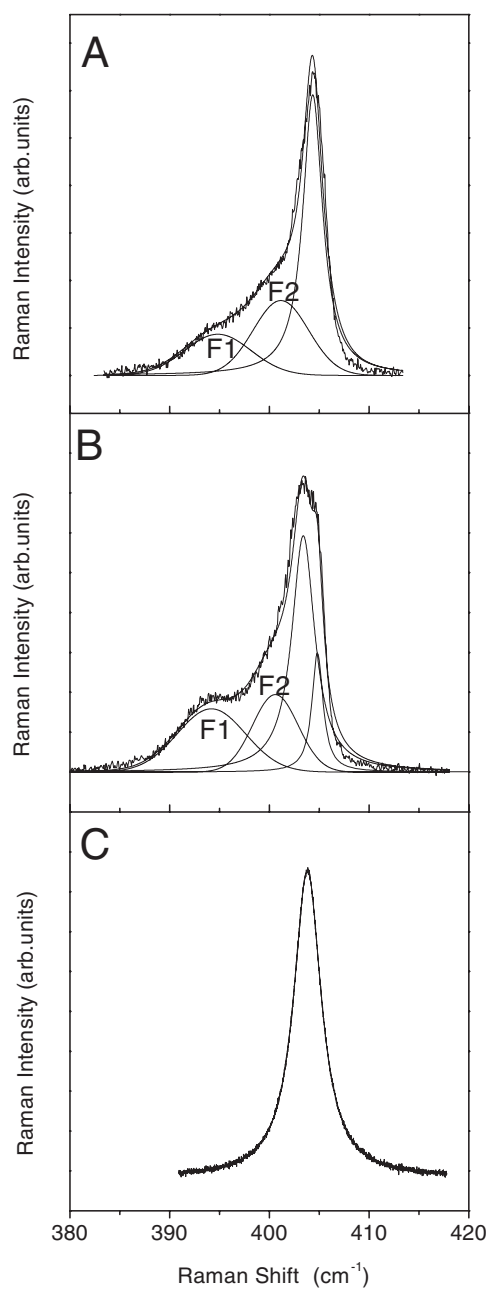 A
Raman Intensity (arb.units)
F2
F1
B
Raman Intensity (arb.units)
F2
F1
C
Raman Intensity (arb.units)
380 390 400 410 420
Raman Shift (cm⁻¹)